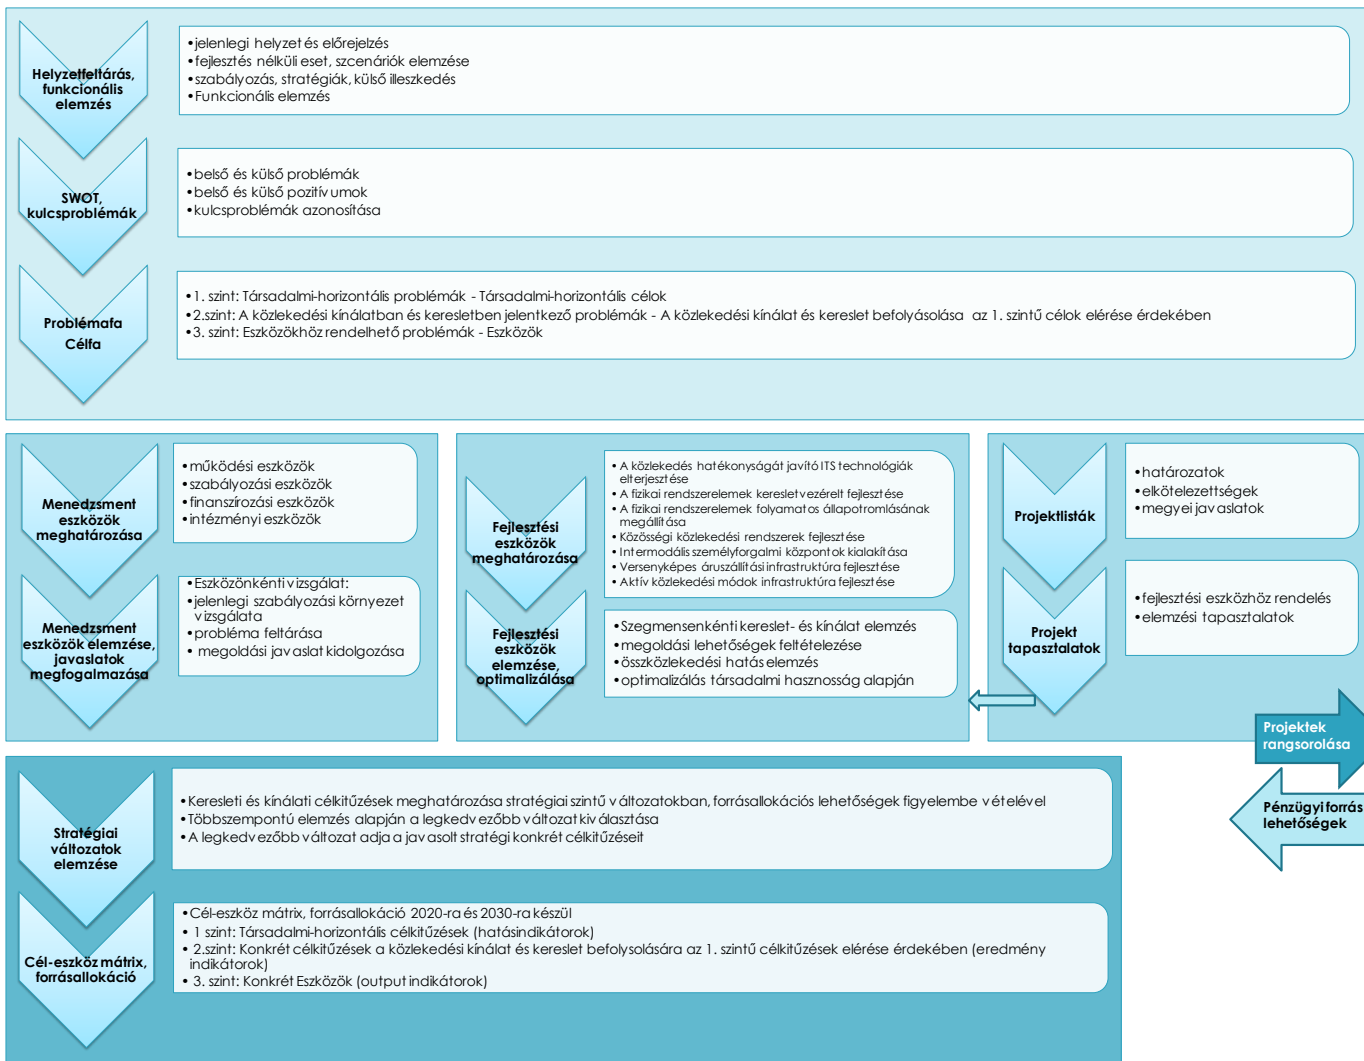 Helyzetfeltárás,
funkcionális
elemzés
•jelenlegi helyzet és előrejelzés
•fejlesztés nélküli eset, szcenáriók elemzése
•szabályozás, stratégiák, külső illeszkedés
•Funkcionális elemzés
SWOT,
kulcsproblémák
•belső és külső problémák
•belső és külső pozitívumok
•kulcsproblémák azonosítása
Problémafa
Célfa
•1. szint: Társadalmi-horizontális problémák - Társadalmi-horizontális célok
•2.szint: A közlekedési kínálatban és keresletben jelentkező problémák - A közlekedési kínálat és kereslet befolyásolása az 1. szintű célok elérése érdekében
•3. szint: Eszközökhöz rendelhető problémák - Eszközök
Menedzsment
eszközök
meghatározása
•működési eszközök
•szabályozási eszközök
•finanszírozási eszközök
•intézményi eszközök
Menedzsment
eszközök elemzése,
javaslatok
megfogalmazása
•Eszközönkénti vizsgálat:
•jelenlegi szabályozási környezet
vizsgálata
•probléma feltárása
• megoldási javaslat kidolgozása
Fejlesztési
eszközök
meghatározása
• A közlekedés hatékonyságát javító ITS technológiák
elterjesztése
• A fizikai rendszerelemek keresletvezérelt fejlesztése
• A fizikai rendszerelemek folyamatos állapotromlásának
megállítása
• Közösségi közlekedési rendszerek fejlesztése
• Intermodális személyforgalmi központok kialakítása
• Versenyképes áruszállítási infrastruktúra fejlesztése
• Aktív közlekedési módok infrastruktúra fejlesztése
Fejlesztési
eszközök
elemzése,
optimalizálása
•Szegmensenkénti kereslet- és kínálat elemzés
•megoldási lehetőségek feltételezése
•összközlekedési hatás elemzés
•optimalizálás társadalmi hasznosság alapján
Projektlisták
•határozatok
•elkötelezettségek
•megyei javaslatok
Projekt
tapasztalatok
•fejlesztési eszközhöz rendelés
•elemzési tapasztalatok
Projektek
rangsorolása
Pénzügyi forrás
lehetőségek
Stratégiai
változatok
elemzése
•Keresleti és kínálati célkitűzések meghatározása stratégiai szintű változatokban, forrásallokációs lehetőségek figyelembe vételével
•Többszempontú elemzés alapján a legkedvezőbb változat kiválasztása
•A legkedvezőbb változat adja a javasolt stratégi konkrét célkitűzéseit
Cél-eszköz mátrix,
forrásallokáció
•Cél-eszköz mátrix, forrásallokáció 2020-ra és 2030-ra készül
• 1 szint: Társadalmi-horizontális célkitűzések (hatásindikátorok)
• 2.szint: Konkrét célkitűzések a közlekedési kínálat és kereslet befolysolására az 1. szintű célkitűzések elérése érdekében (eredmény
indikátorok)
• 3. szint: Konkrét Eszközök (output indikátorok)